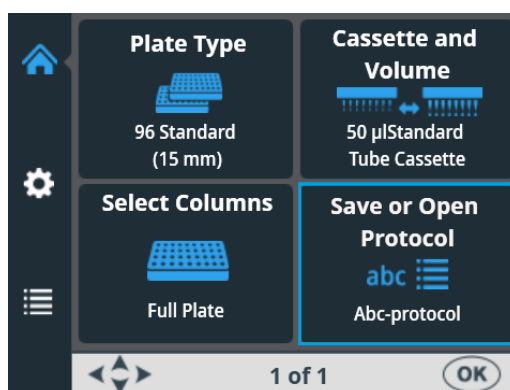 Plate Type
96 Standard
(15 mm)
Cassette and
Volume
50 µlStandard
Tube Cassette
Select Columns
Full Plate
Save or Open
Protocol
abc
Abc-protocol
1 of 1
OK